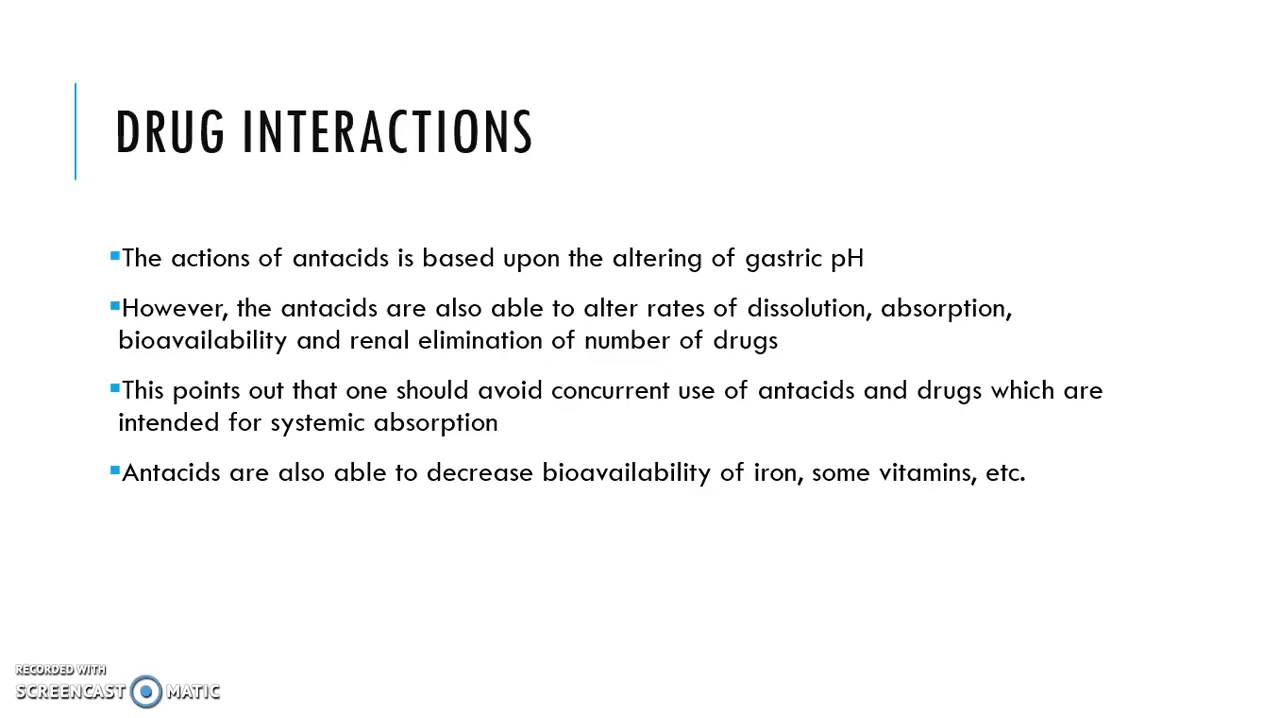 DRUG INTERACTIONS
▪The actions of antacids is based upon the altering of gastric pH
▪However, the antacids are also able to alter rates of dissolution, absorption,
bioavailability and renal elimination of number of drugs
▪This points out that one should avoid concurrent use of antacids and drugs which are
intended for systemic absorption
▪Antacids are also able to decrease bioavailability of iron, some vitamins, etc.
RECORDED WITH
SCREENCAST MATIC